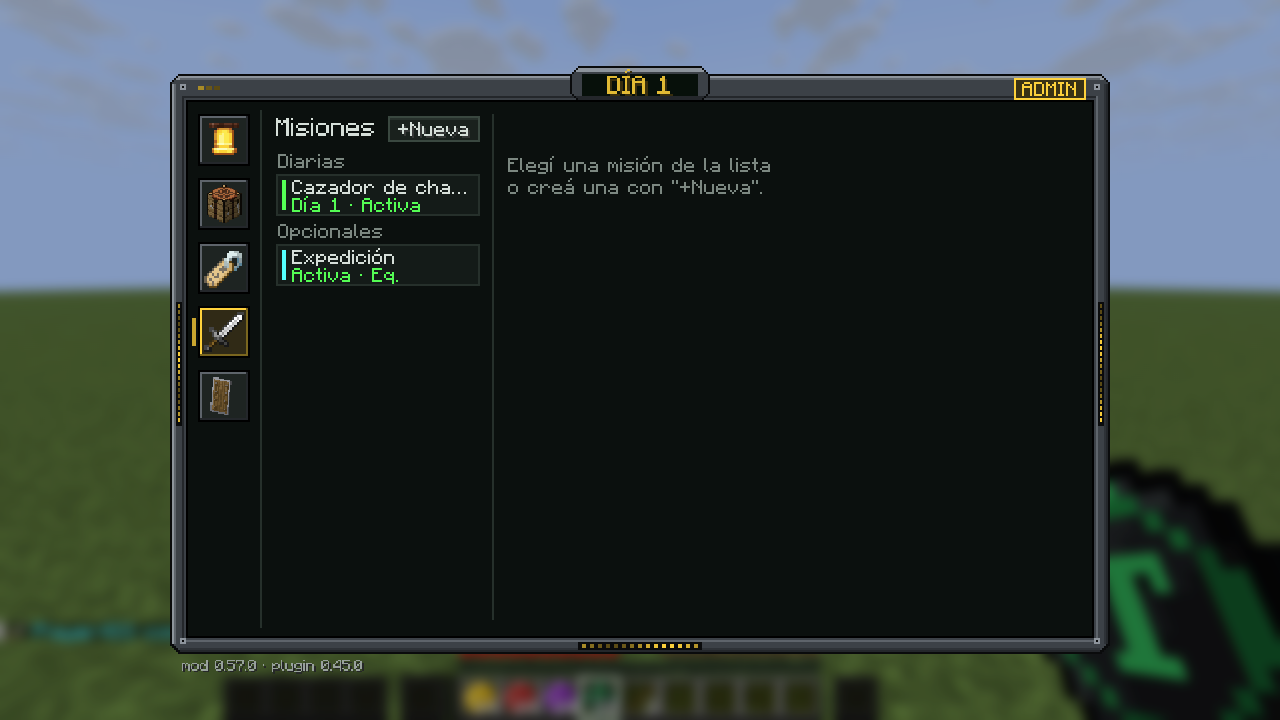 DÍA 1
ADMIN
Misiones
+Nueva
Diarias
Cazador de cha...
Día 1 · Activa
Opcionales
Expedición
Activa · Eq.
Elegí una misión de la lista
o creá una con "+Nueva".
mod 0.57.0 · plugin 0.45.0